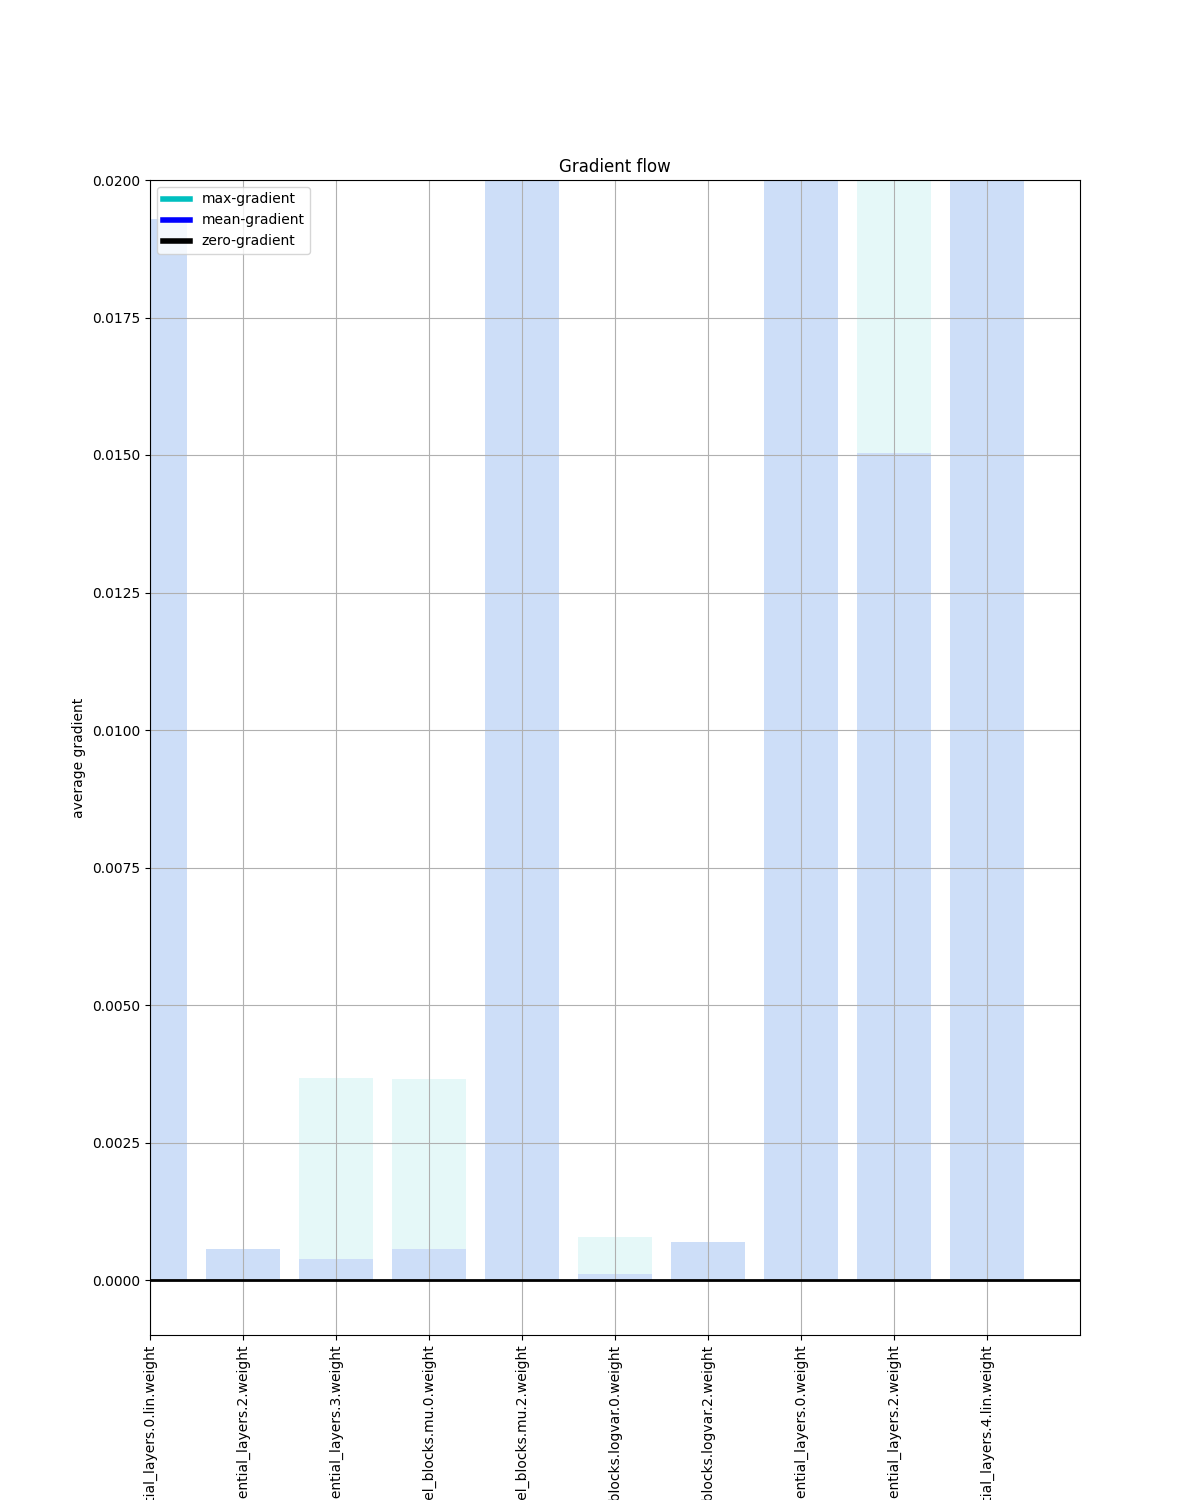 Gradient flow
max-gradient
mean-gradient
zero-gradient
0.0200
0.0175
0.0150
0.0125
0.0100
0.0075
0.0050
0.0025
0.0000
average gradient
tial_layers.0.lin.weight
ential_layers.2.weight
ential_layers.3.weight
el_blocks.mu.0.weight
el_blocks.mu.2.weight
blocks.logvar.0.weight
blocks.logvar.2.weight
ential_layers.0.weight
ential_layers.2.weight
tial_layers.4.lin.weight